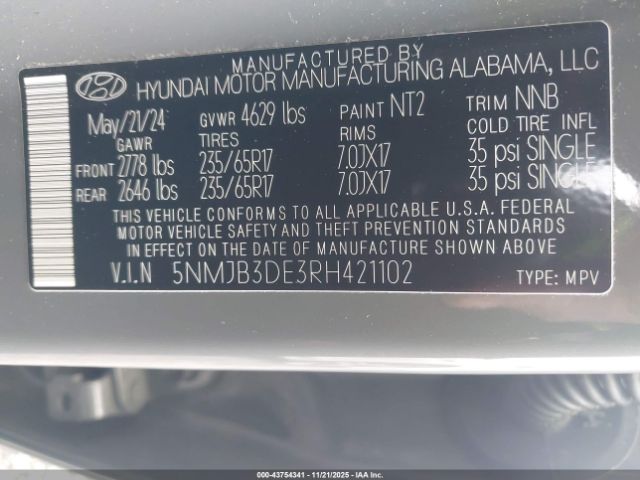 MANUFACTURED BY
HYUNDAI MOTOR MANUFACTURING ALABAMA, LLC
May/21/24 GVWR 4629 lbs PAINT NT2 TRIM NNB
GAWR TIRES RIMS COLD TIRE INFL
FRONT 2778 lbs 235/65R17 7.0JX17 35 psi SINGLE
REAR 2646 lbs 235/65R17 7.0JX17 35 psi SINGLE
THIS VEHICLE CONFORMS TO ALL APPLICABLE U.S.A. FEDERAL
MOTOR VEHICLE SAFETY AND THEFT PREVENTION STANDARDS
IN EFFECT ON THE DATE OF MANUFACTURE SHOWN ABOVE.
V.I.N 5NMJB3DE3RH421102 TYPE: MPV
000-43754341 - 11/21/2025 - IAAI.COM